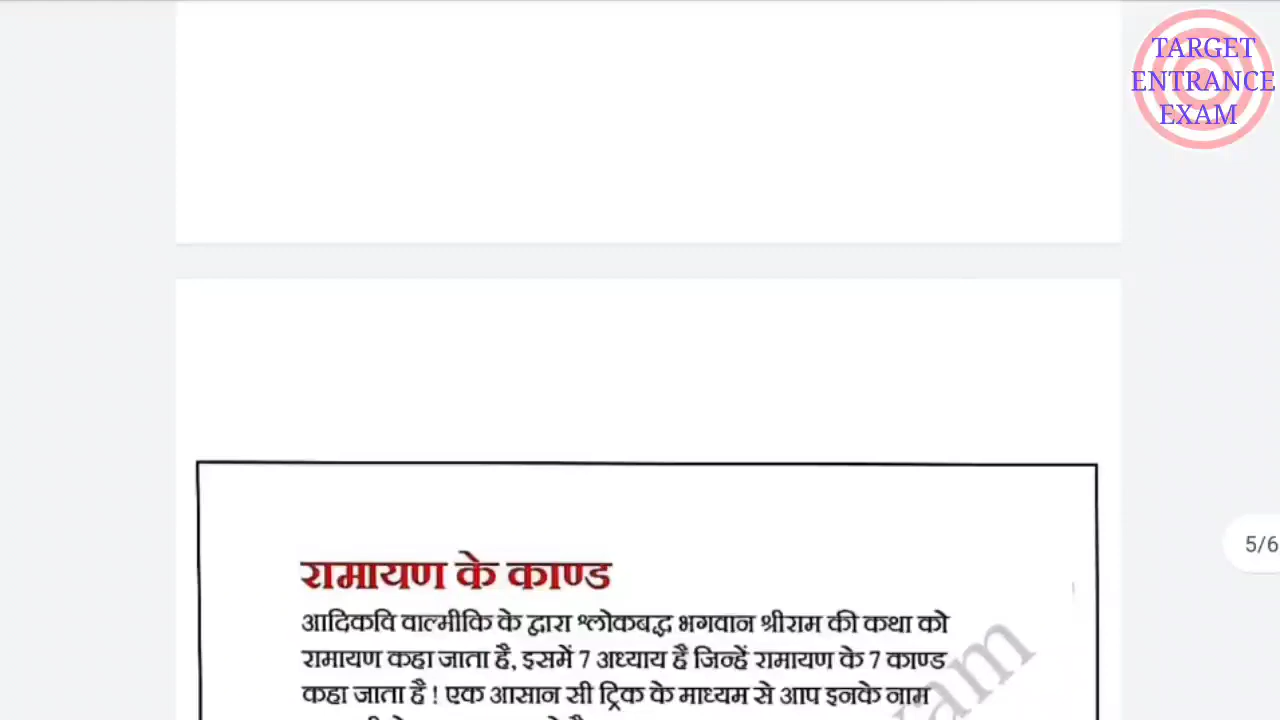 TARGET
ENTRANCE
EXAM
5/6
रामायण के काण्ड
आदिकवि वाल्मीकि के द्वारा श्लोकबद्ध भगवान श्रीराम की कथा को
रामायण कहा जाता है, इसमें 7 अध्याय है जिन्हें रामायण के 7 काण्ड
कहा जाता है ! एक आसान सी ट्रिक के माध्यम से आप इनके नाम